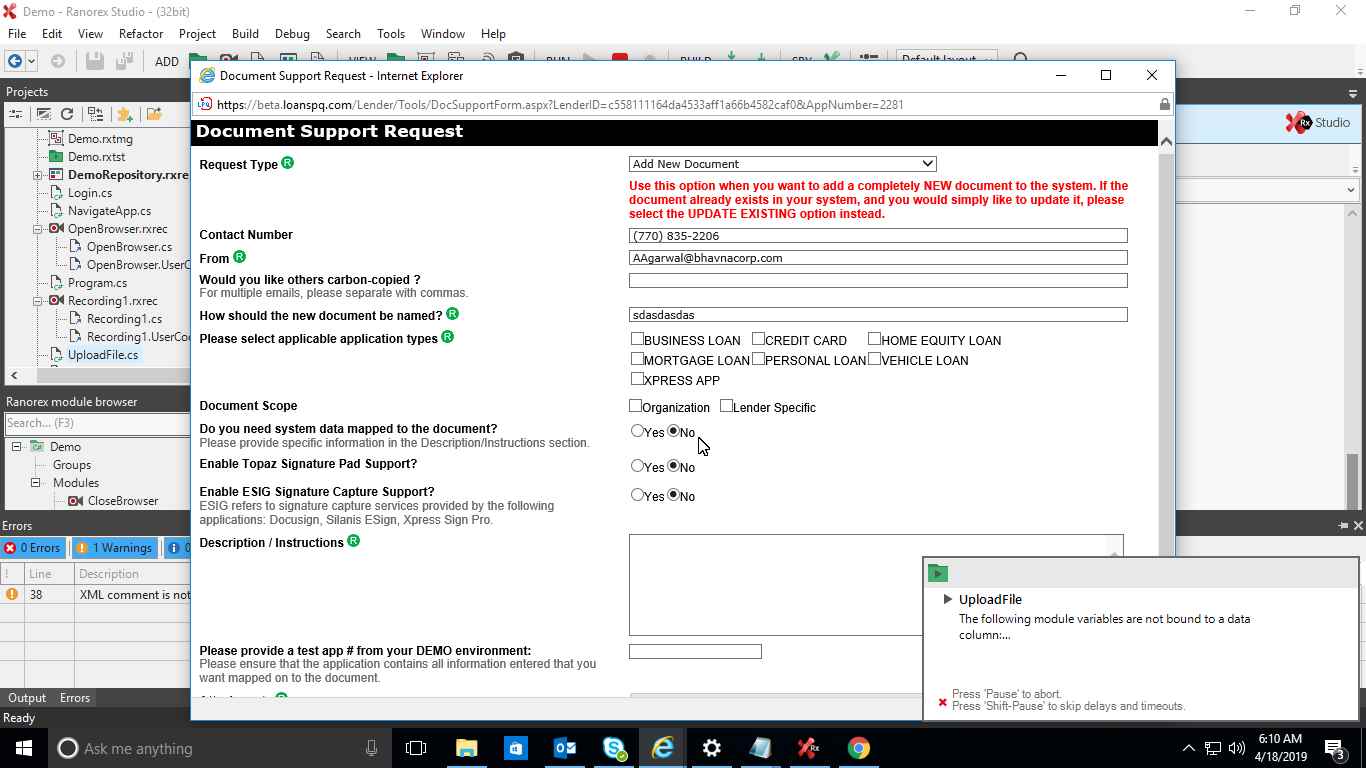 Demo - Ranorex Studio - (32bit)
File Edit View Refactor Project Build Debug Search Tools Window Help
ADD
VIEW
RUN
BUILD
SPY
Default layout
Projects
Demo.rxtmg
Demo.rxtst
DemoRepository.rxre
Login.cs
NavigateApp.cs
OpenBrowser.rxrec
OpenBrowser.cs
OpenBrowser.UserC
Program.cs
Recording1.rxrec
Recording1.cs
Recording1.UserCo
UploadFile.cs
Ranorex module browser
Search... (F3)
Demo
Groups
Modules
CloseBrowser
Errors
0 Errors 1 Warnings 0
! Line Description
38 XML comment is not
Output Errors
Ready
Rx Studio
Document Support Request - Internet Explorer
https://beta.loanspq.com/Lender/Tools/DocSupportForm.aspx?LenderID=c558111164da4533aff1a66b4582caf0&AppNumber=2281
Document Support Request
Request Type R Add New Document
Use this option when you want to add a completely NEW document to the system. If the
document already exists in your system, and you would simply like to update it, please
select the UPDATE EXISTING option instead.
Contact Number (770) 835-2206
From R AAgarwal@bhavnacorp.com
Would you like others carbon-copied ?
For multiple emails, please separate with commas.
How should the new document be named? R sdasdasdas
Please select applicable application types R BUSINESS LOAN CREDIT CARD HOME EQUITY LOAN
MORTGAGE LOAN PERSONAL LOAN VEHICLE LOAN
XPRESS APP
Document Scope Organization Lender Specific
Do you need system data mapped to the document? Yes No
Please provide specific information in the Description/Instructions section.
Enable Topaz Signature Pad Support? Yes No
Enable ESIG Signature Capture Support? Yes No
ESIG refers to signature capture services provided by the following
applications: Docusign, Silanis ESign, Xpress Sign Pro.
Description / Instructions R
Please provide a test app # from your DEMO environment:
Please ensure that the application contains all information entered that you
want mapped on to the document.
UploadFile
The following module variables are not bound to a data
column:...
Press 'Pause' to abort.
Press 'Shift-Pause' to skip delays and timeouts.
Ask me anything
6:10 AM
4/18/2019
3